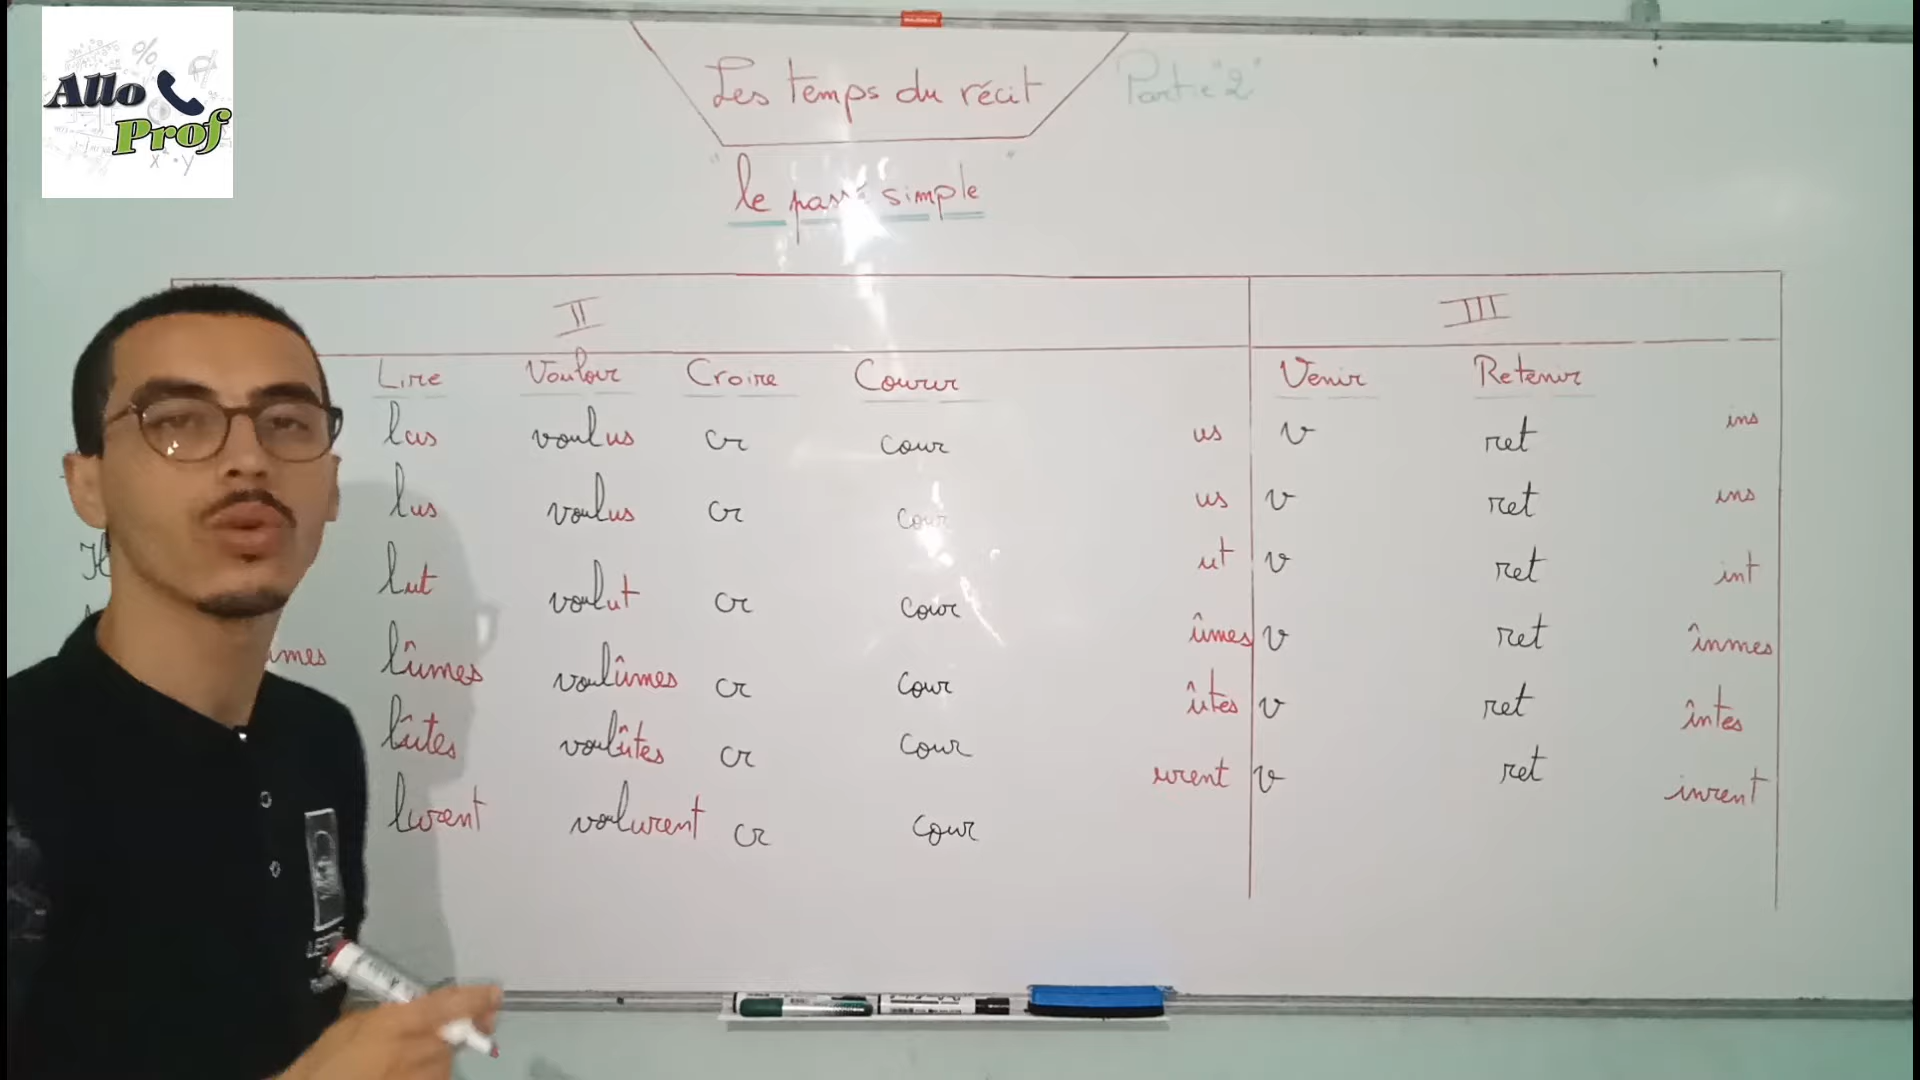 Allo
Prof
Les temps du récit Partie "2"
"le passé simple"
II III
Lire Vouloir Croire Courir Venir Retenir
lus voulus cr cour us v ret ins
lus voulus cr cour us v ret ins
lut voulut cr cour ut v ret int
lûmes voulûmes cr cour ûmes v ret înmes
lûtes voulûtes cr cour ûtes v ret întes
lurent voulurent cr cour urent v ret inrent